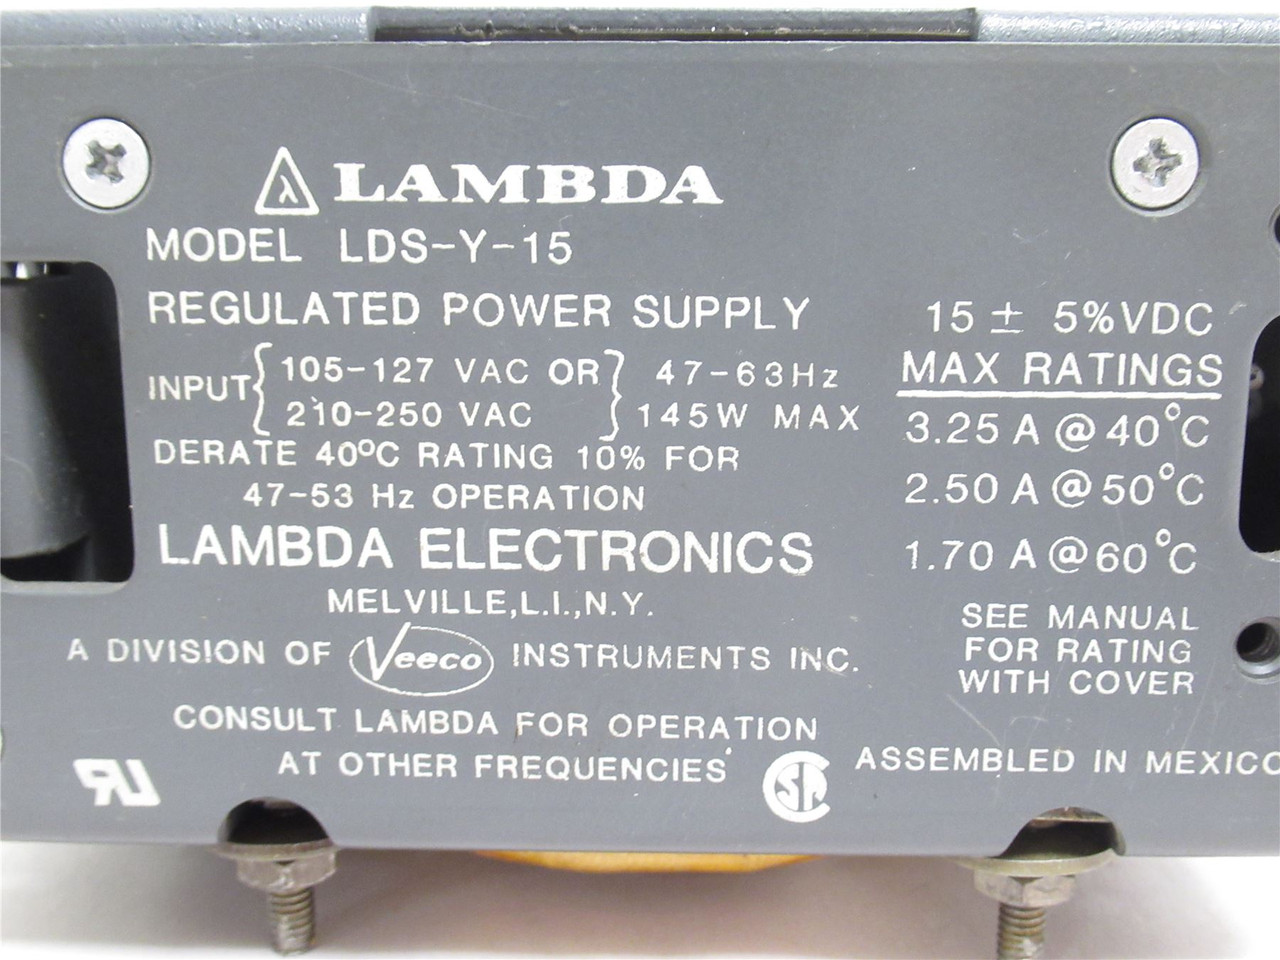 λ LAMBDA
MODEL LDS-Y-15
REGULATED POWER SUPPLY
INPUT { 105-127 VAC OR } 47-63Hz
210-250 VAC 145W MAX
DERATE 40°C RATING 10% FOR
47-53 Hz OPERATION
LAMBDA ELECTRONICS
MELVILLE,L.I.,N.Y.
A DIVISION OF Veeco INSTRUMENTS INC.
CONSULT LAMBDA FOR OPERATION
AT OTHER FREQUENCIES
15 ± 5%VDC
MAX RATINGS
3.25 A @ 40°C
2.50 A @ 50°C
1.70 A @ 60°C
SEE MANUAL
FOR RATING
WITH COVER
ASSEMBLED IN MEXICO
RU
SA